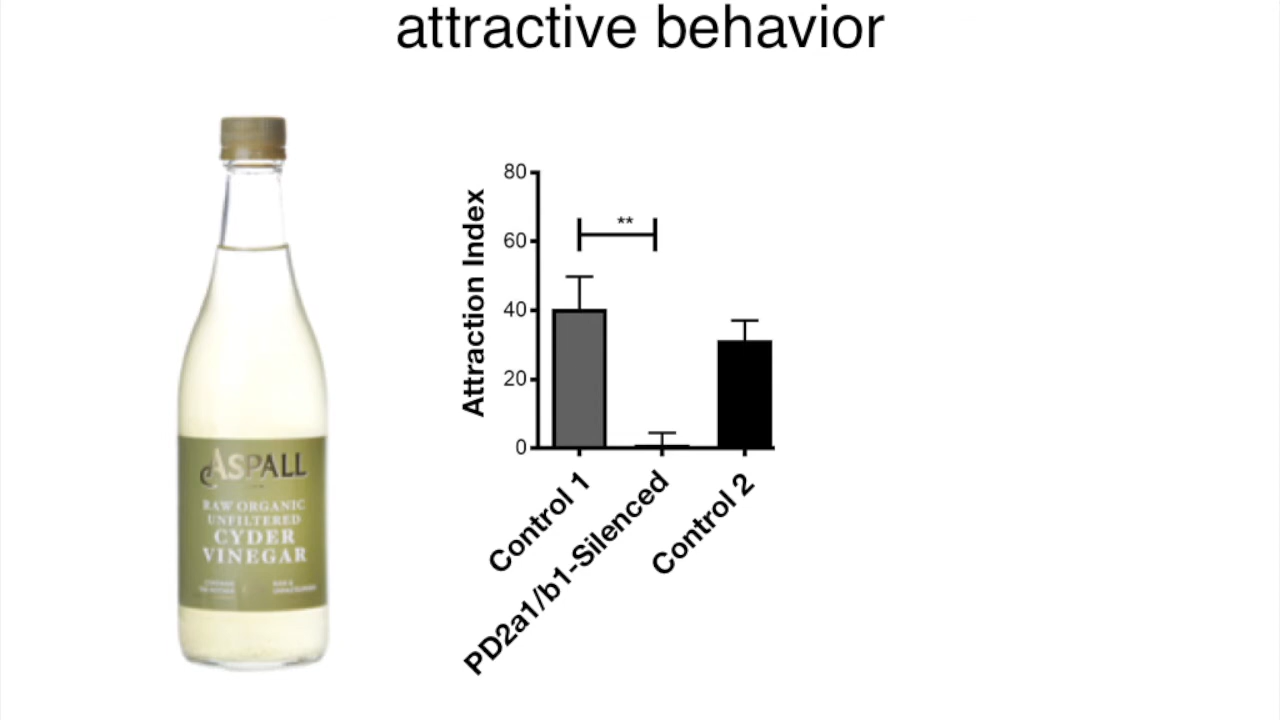 attractive behavior
ASPALL
RAW ORGANIC
UNFILTERED
CYDER
VINEGAR
Attraction Index
80
60
40
20
0
**
Control 1
PD2a1/b1-Silenced
Control 2